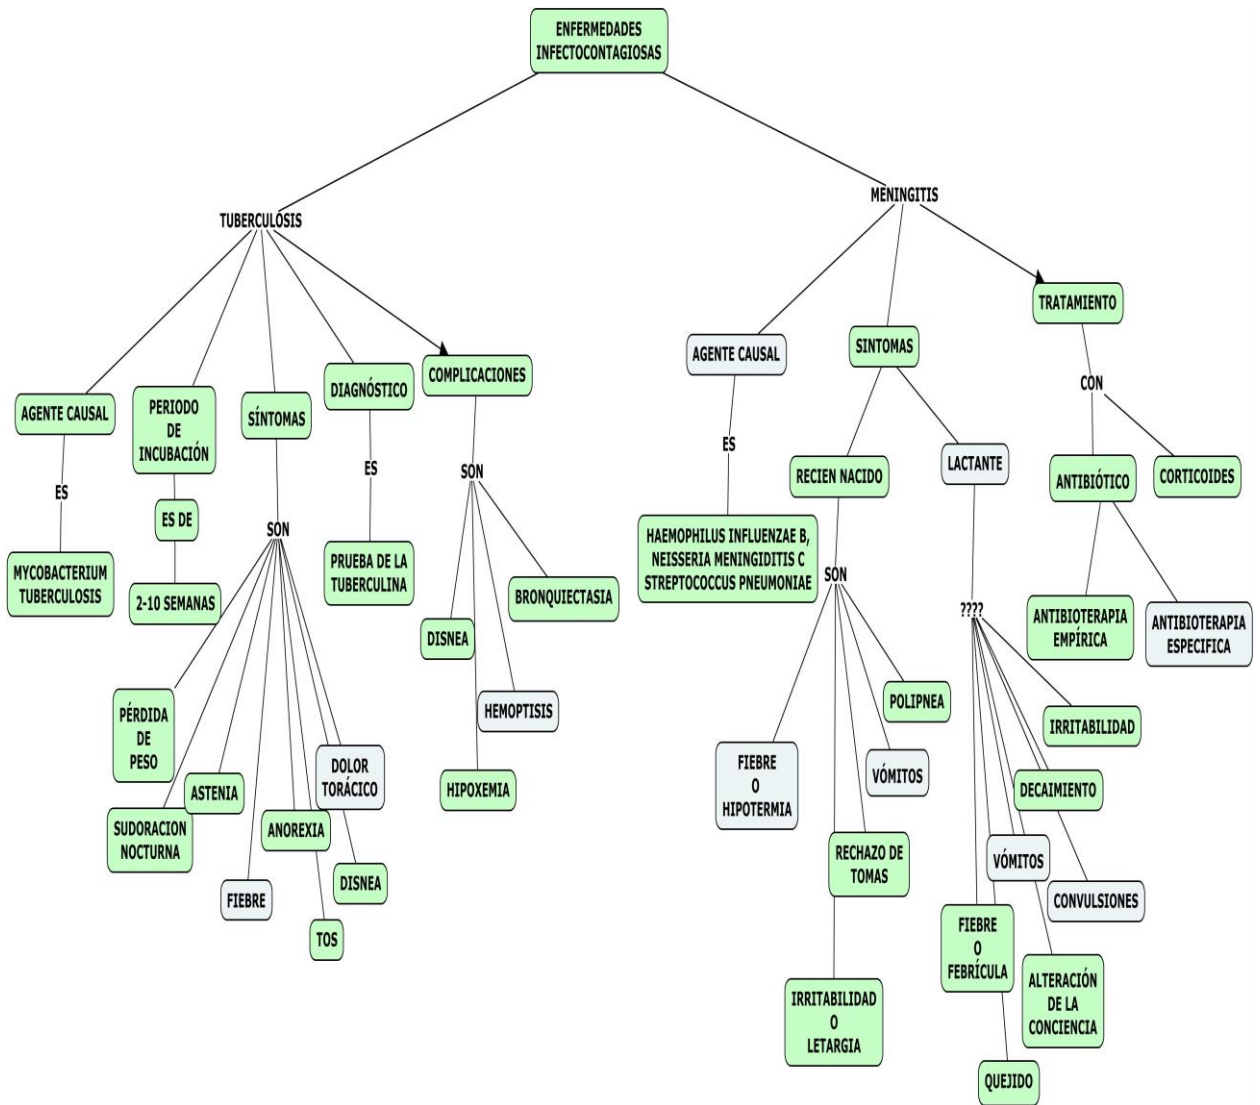 ENFERMEDADES
INFECTOCONTAGIOSAS
TUBERCULOSIS
MENINGITIS
AGENTE CAUSAL
ES
MYCOBACTERIUM
TUBERCULOSIS
PERIODO
DE
INCUBACIÓN
ES DE
2-10 SEMANAS
SÍNTOMAS
SON
PÉRDIDA
DE
PESO
SUDORACION
NOCTURNA
ASTENIA
FIEBRE
ANOREXIA
TOS
DOLOR
TORÁCICO
DISNEA
DIAGNÓSTICO
ES
PRUEBA DE LA
TUBERCULINA
COMPLICACIONES
SON
DISNEA
HIPOXEMIA
HEMOPTISIS
BRONQUIECTASIA
AGENTE CAUSAL
ES
HAEMOPHILUS INFLUENZAE B,
NEISSERIA MENINGIDITIS C
STREPTOCOCCUS PNEUMONIAE
SINTOMAS
RECIEN NACIDO
SON
FIEBRE
O
HIPOTERMIA
IRRITABILIDAD
O
LETARGIA
RECHAZO DE
TOMAS
VÓMITOS
POLIPNEA
LACTANTE
????
FIEBRE
O
FEBRÍCULA
QUEJIDO
VÓMITOS
ALTERACIÓN
DE LA
CONCIENCIA
CONVULSIONES
DECAIMIENTO
IRRITABILIDAD
TRATAMIENTO
CON
ANTIBIÓTICO
CORTICOIDES
ANTIBIOTERAPIA
EMPÍRICA
ANTIBIOTERAPIA
ESPECIFICA